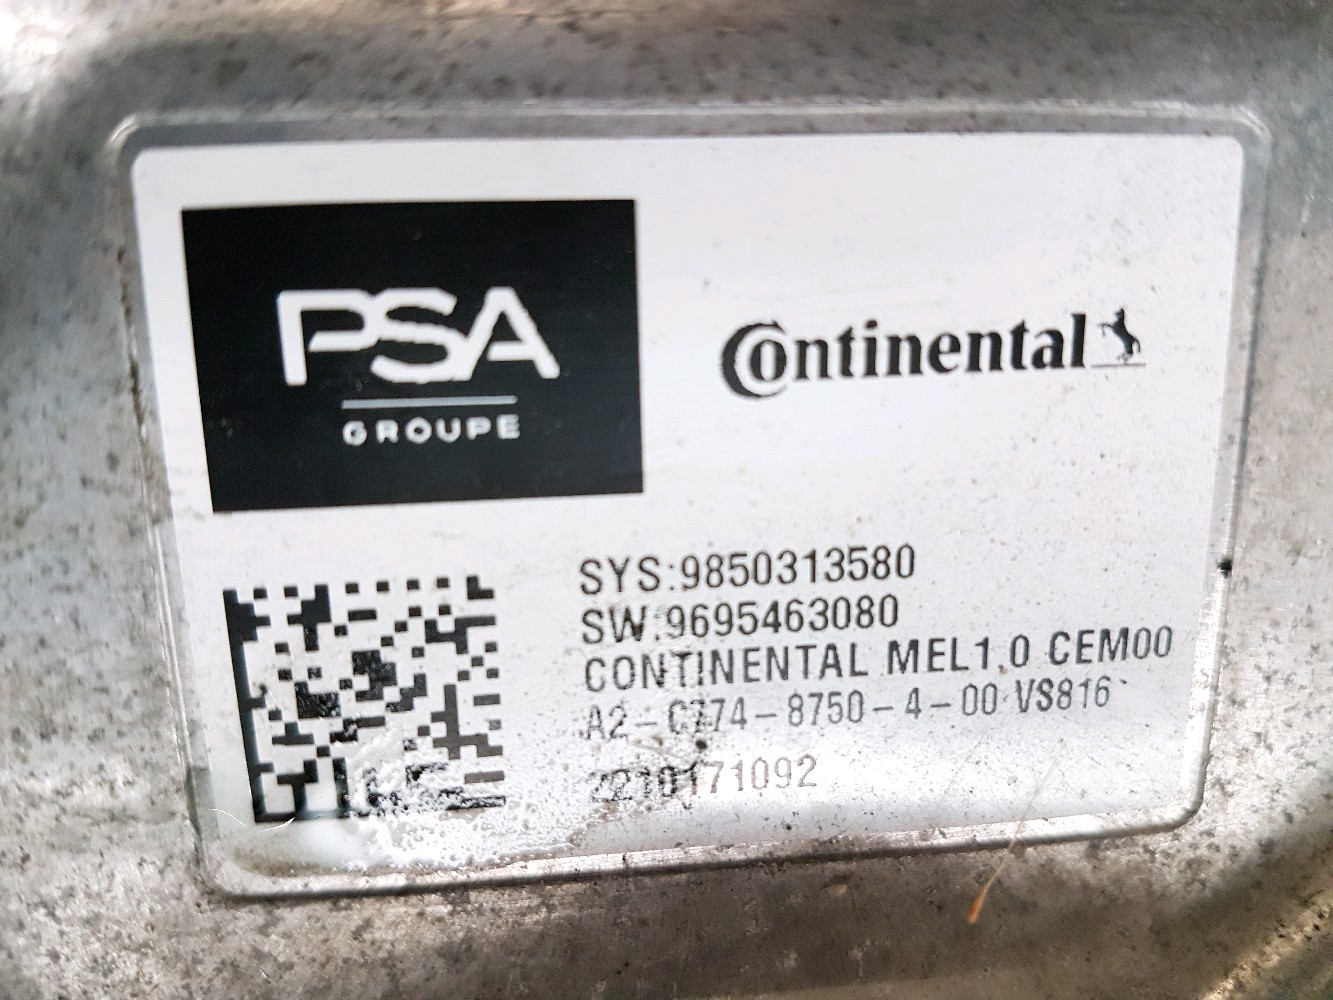 PSA
GROUPE
Continental
SYS:9850313580
SW:9695463080
CONTINENTAL MEL1.0 CEM00
A2-C774-8750-4-00 VS816
2210171092